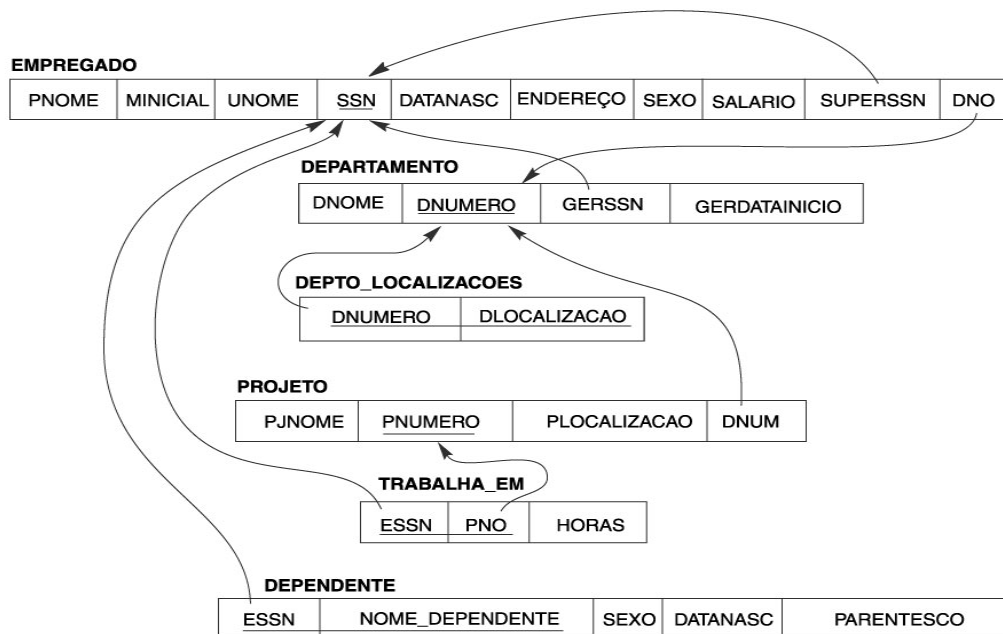 EMPREGADO
PNOME MINICIAL UNOME SSN DATANASC ENDEREÇO SEXO SALARIO SUPERSSN DNO
DEPARTAMENTO
DNOME DNUMERO GERSSN GERDATAINICIO
DEPTO_LOCALIZACOES
DNUMERO DLOCALIZACAO
PROJETO
PJNOME PNUMERO PLOCALIZACAO DNUM
TRABALHA_EM
ESSN PNO HORAS
DEPENDENTE
ESSN NOME_DEPENDENTE SEXO DATANASC PARENTESCO